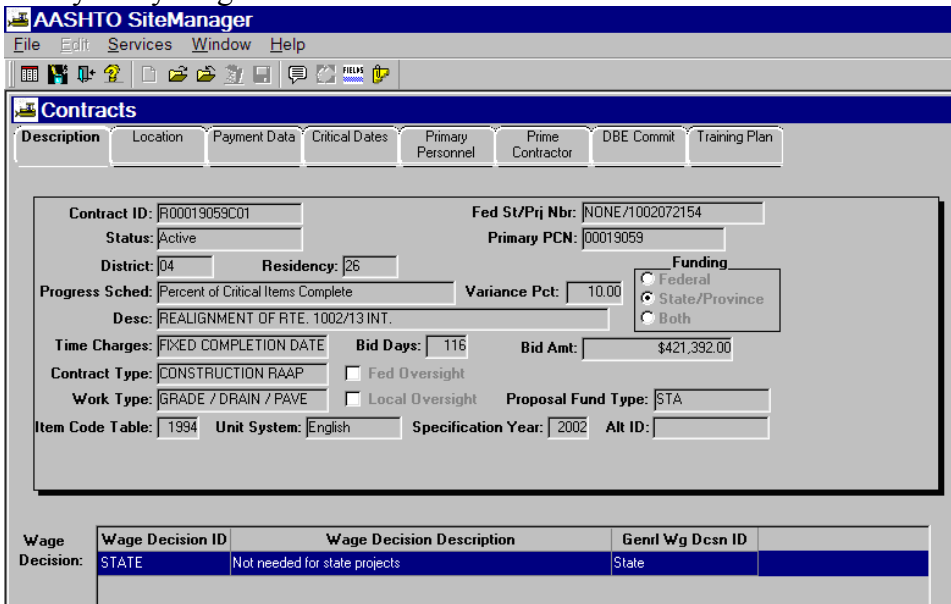 AASHTO SiteManager
File Edit Services Window Help
FIELDS
Contracts
Description Location Payment Data Critical Dates Primary Personnel Prime Contractor DBE Commit Training Plan
Contract ID: R00019059C01 Fed St/Prj Nbr: NONE/1002072154
Status: Active Primary PCN: 00019059
District: 04 Residency: 26 Funding
Federal
Progress Sched: Percent of Critical Items Complete Variance Pct: 10.00 State/Province
Desc: REALIGNMENT OF RTE. 1002/13 INT. Both
Time Charges: FIXED COMPLETION DATE Bid Days: 116 Bid Amt: $421,392.00
Contract Type: CONSTRUCTION RAAP Fed Oversight
Work Type: GRADE / DRAIN / PAVE Local Oversight Proposal Fund Type: STA
Item Code Table: 1994 Unit System: English Specification Year: 2002 Alt ID:
Wage Decision: Wage Decision ID Wage Decision Description Genrl Wg Dcsn ID
STATE Not needed for state projects State